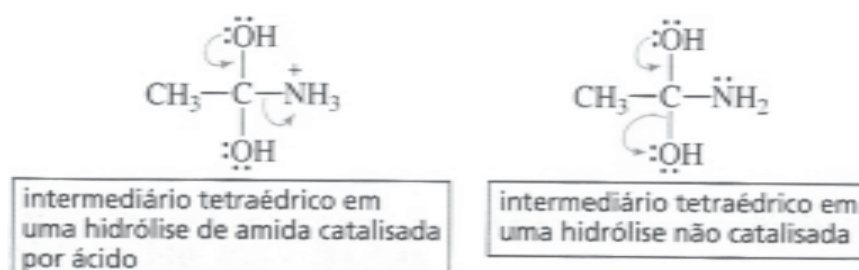 :ÖH
CH₃—C—N⁺H₃
:ÖH
intermediário tetraédrico em
uma hidrólise de amida catalisada
por ácido
:ÖH
CH₃—C—N̈H₂
:ÖH
intermediário tetraédrico em
uma hidrólise não catalisada